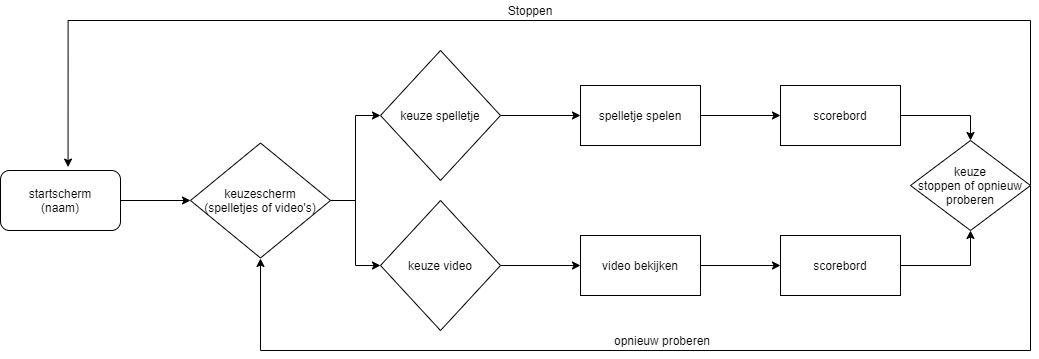 Stoppen
startscherm
(naam)
keuzescherm
(spelletjes of video's)
keuze spelletje
spelletje spelen
scorebord
keuze video
video bekijken
scorebord
keuze
stoppen of opnieuw
proberen
opnieuw proberen